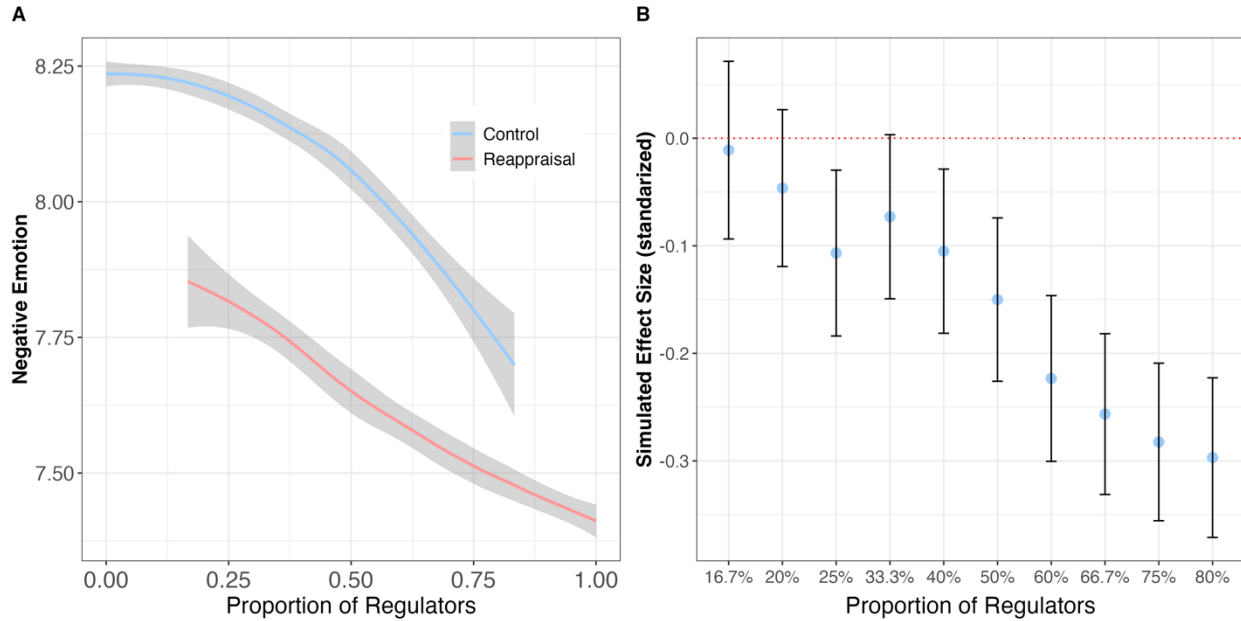 A
Negative Emotion
8.25
8.00
7.75
7.50
Control
Reappraisal
0.00 0.25 0.50 0.75 1.00
Proportion of Regulators
B
Simulated Effect Size (standarized)
0.0
-0.1
-0.2
-0.3
16.7% 20% 25% 33.3% 40% 50% 60% 66.7% 75% 80%
Proportion of Regulators